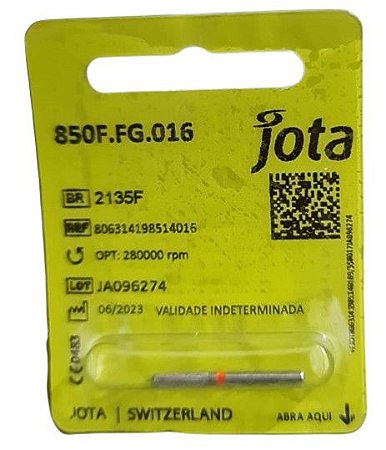 850F.FG.016
jota
BR 2135F
REF 806314198514016
OPT: 280000 rpm
LOT JA096274
06/2023 VALIDADE INDETERMINADA
CE 0483
JOTA | SWITZERLAND
ABRA AQUI